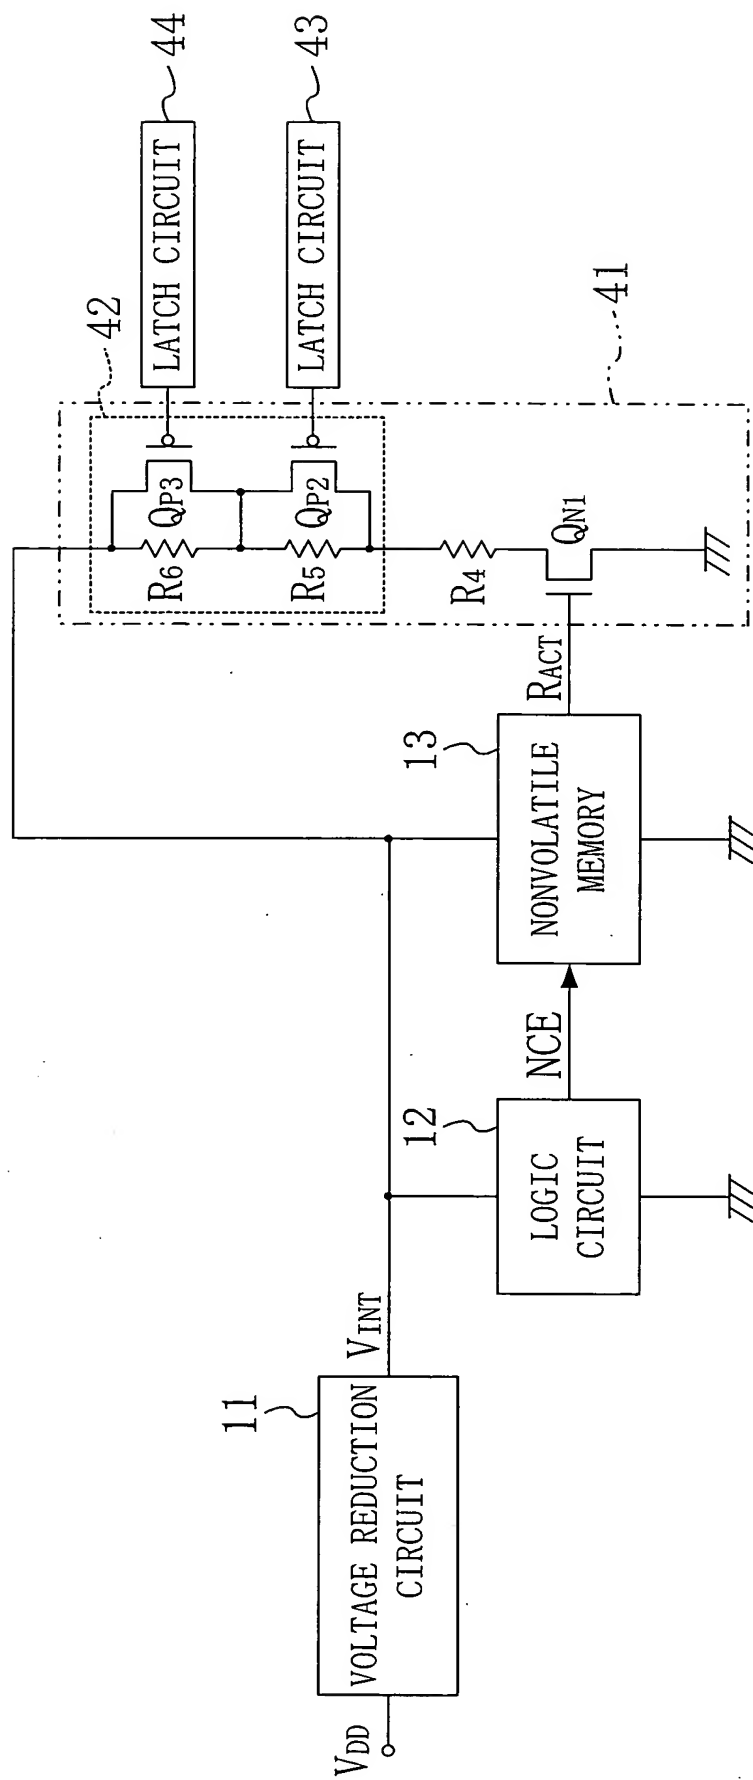 VDD
11
VOLTAGE REDUCTION
CIRCUIT
VINT
12
LOGIC
CIRCUIT
NCE
13
NONVOLATILE
MEMORY
RACT
QN1
R4
R5
R6
QP2
QP3
42
41
LATCH CIRCUIT
43
LATCH CIRCUIT
44